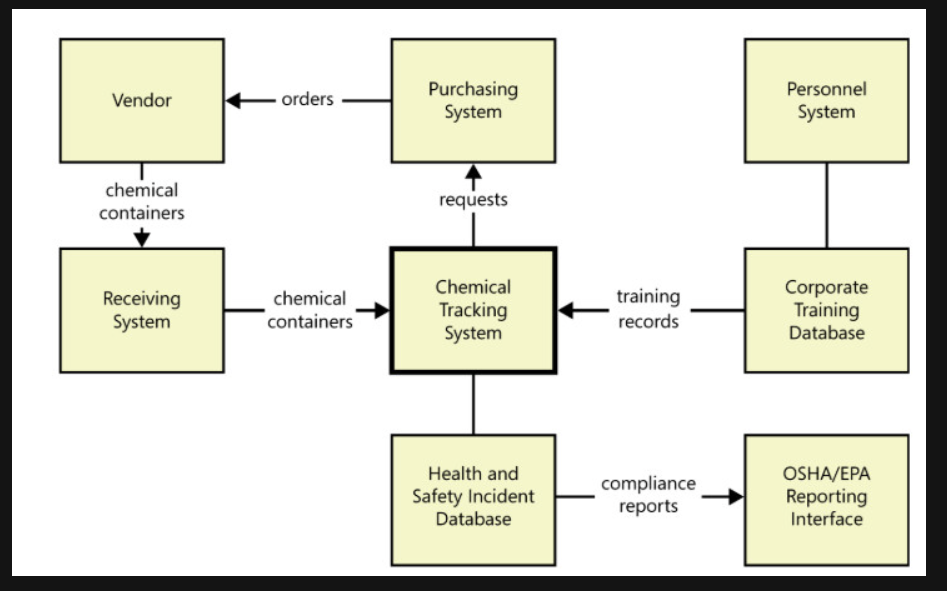 Vendor
orders
Purchasing
System
Personnel
System
chemical
containers
requests
Receiving
System
chemical
containers
Chemical
Tracking
System
training
records
Corporate
Training
Database
Health and
Safety Incident
Database
compliance
reports
OSHA/EPA
Reporting
Interface